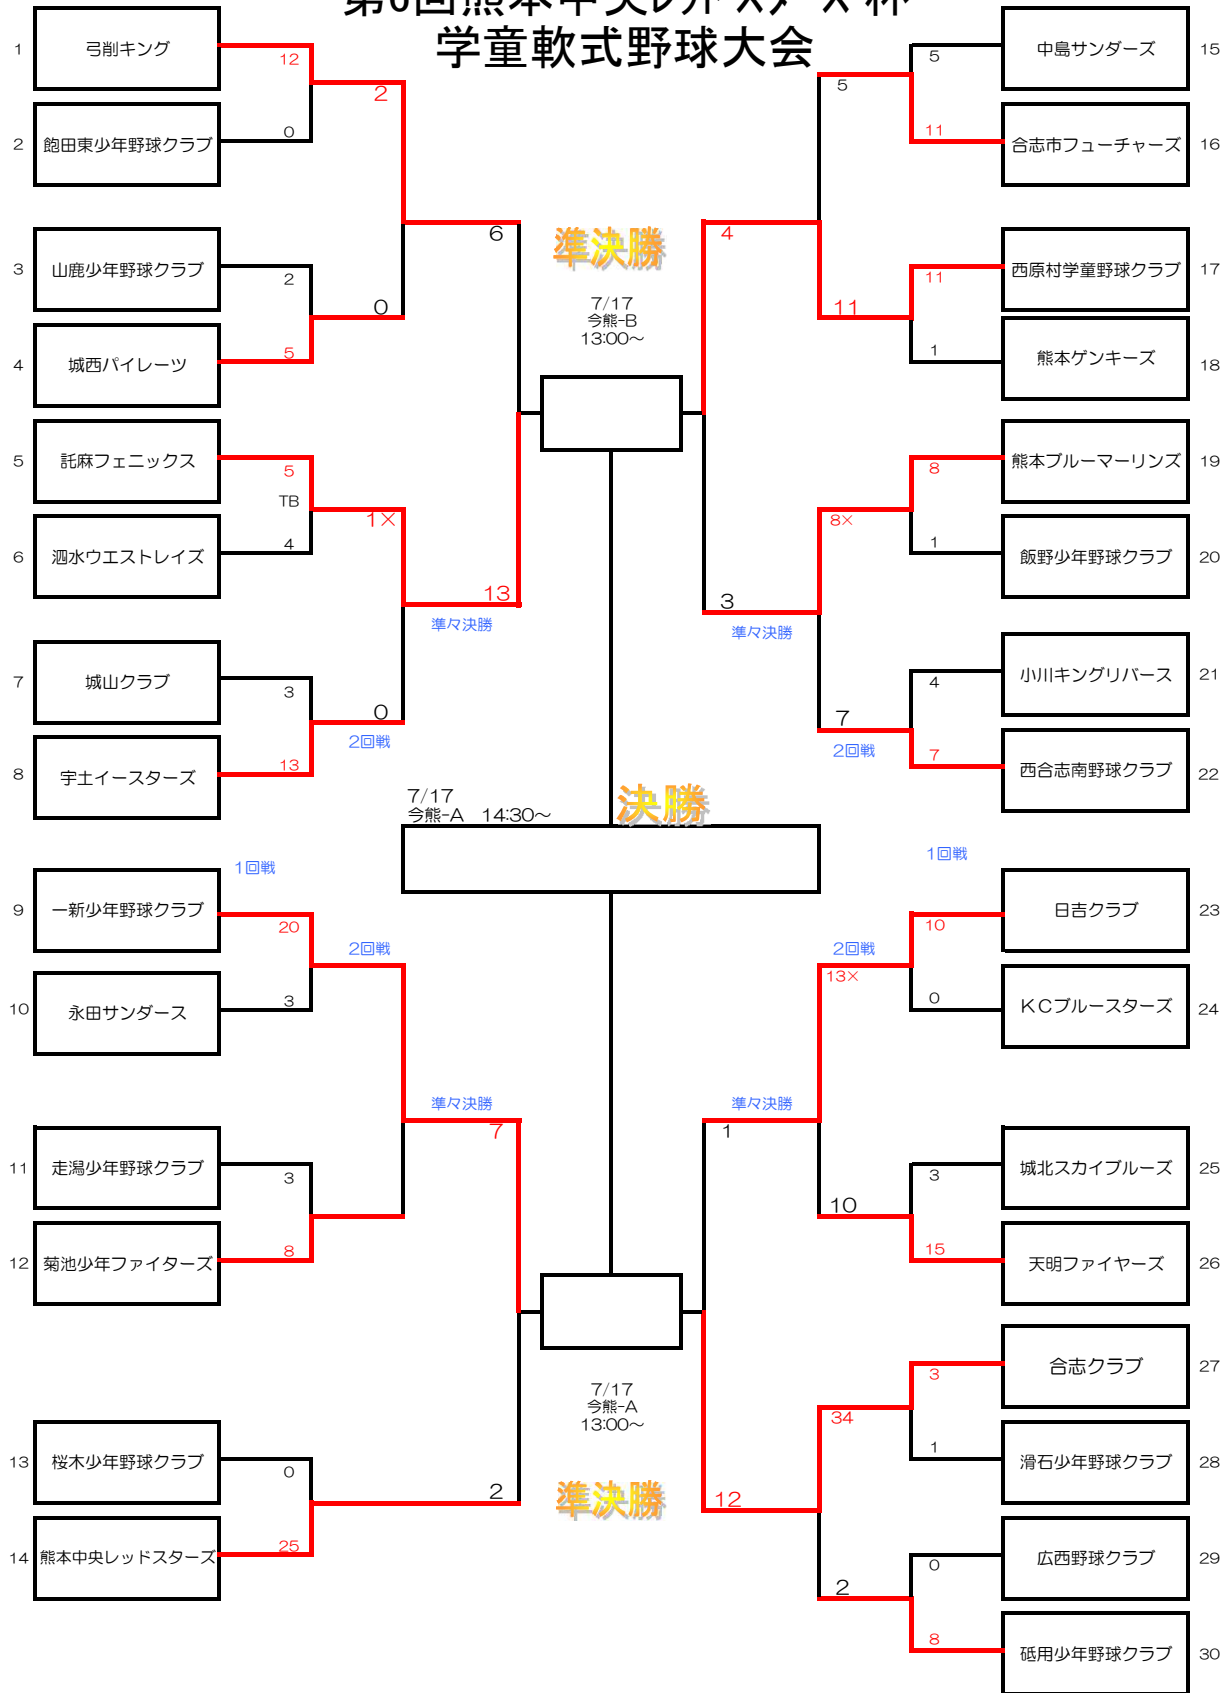 学童軟式野球大会
1 弓削キング 12
2
2 飽田東少年野球クラブ 0
6
3 山鹿少年野球クラブ 2
0
4 城西パイレーツ 5
5 託麻フェニックス 5
TB
1×
6 泗水ウエストレイズ 4
13
準々決勝
7 城山クラブ 3
0
2回戦
8 宇土イースターズ 13
1回戦
9 一新少年野球クラブ 20
2回戦
10 永田サンダース 3
準々決勝
7
11 走潟少年野球クラブ 3
12 菊池少年ファイターズ 8
13 桜木少年野球クラブ 0
2
14 熊本中央レッドスターズ 25
準決勝
7/17
今熊-B
13:00～
7/17
今熊-A 14:30～
決勝
7/17
今熊-A
13:00～
準決勝
5 中島サンダーズ 15
5
11 合志市フューチャーズ 16
4
11 西原村学童野球クラブ 17
11
1 熊本ゲンキーズ 18
8 熊本ブルーマーリンズ 19
8×
1 飯野少年野球クラブ 20
3
準々決勝
4 小川キングリバース 21
7
2回戦
7 西合志南野球クラブ 22
1回戦
10 日吉クラブ 23
2回戦
13×
0 KCブルースターズ 24
準々決勝
1
3 城北スカイブルーズ 25
10
15 天明ファイヤーズ 26
3 合志クラブ 27
34
1 滑石少年野球クラブ 28
12
0 広西野球クラブ 29
2
8 砥用少年野球クラブ 30